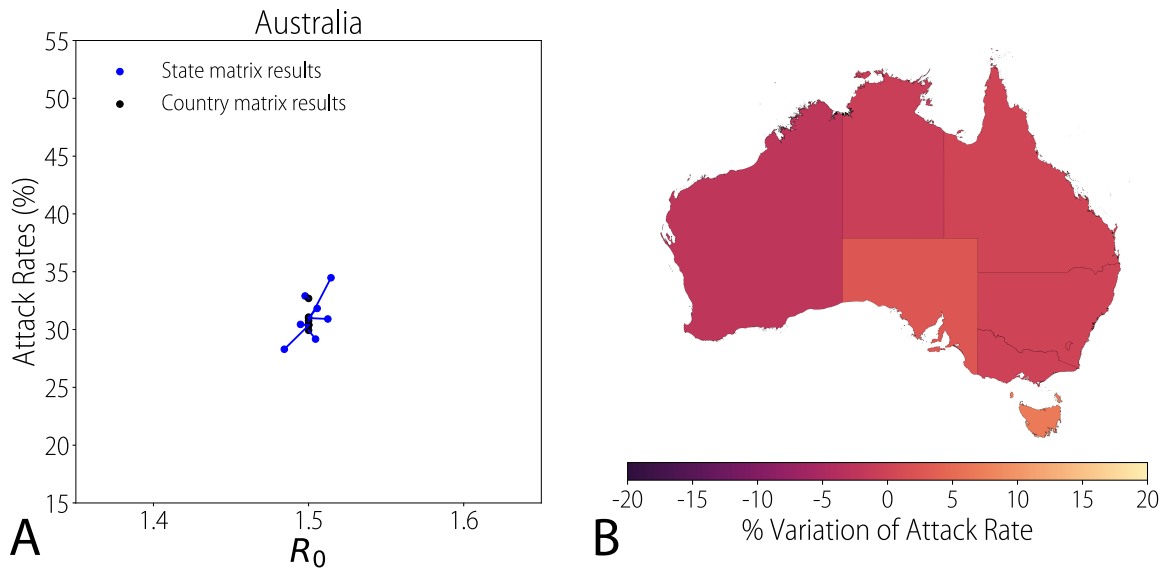 Australia
55
50
45
40
35
30
25
20
15
Attack Rates (%)
State matrix results
Country matrix results
1.4 1.5 1.6
R0
A
-20 -15 -10 -5 0 5 10 15 20
% Variation of Attack Rate
B